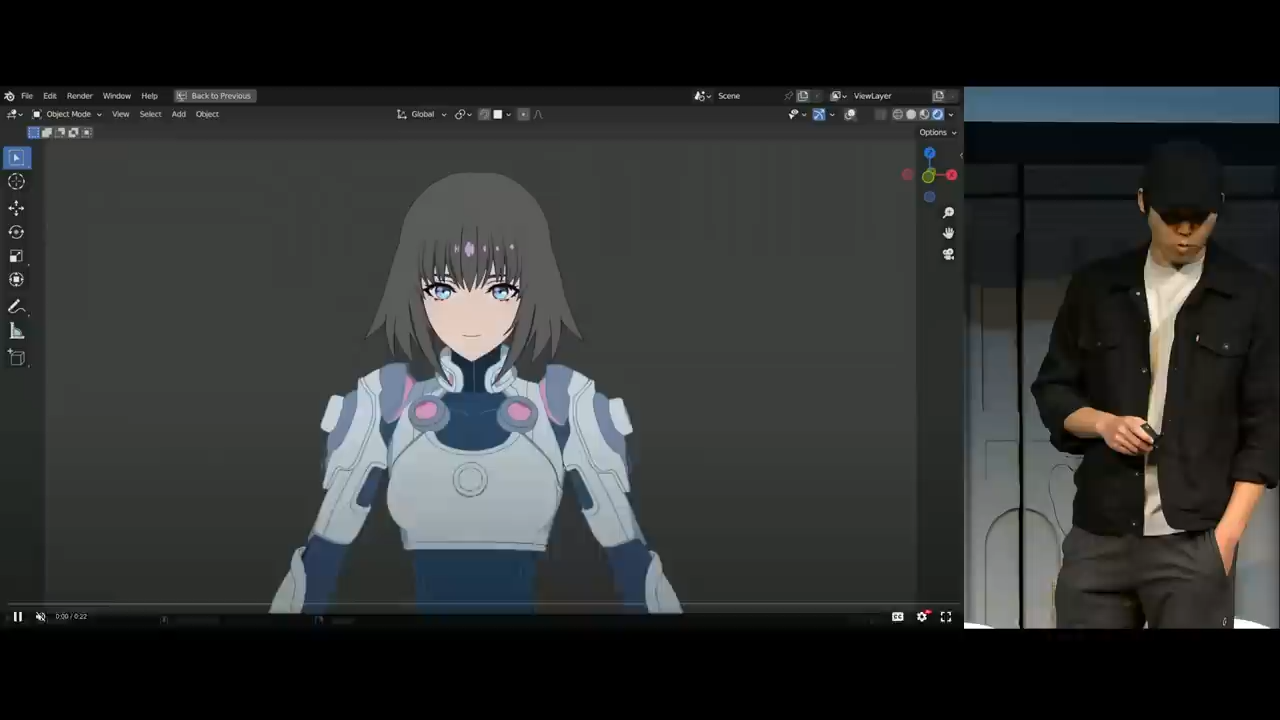 File Edit Render Window Help Back to Previous Scene ViewLayer
Object Mode View Select Add Object Global
Options
Z
X
0:00 / 0:22
CC